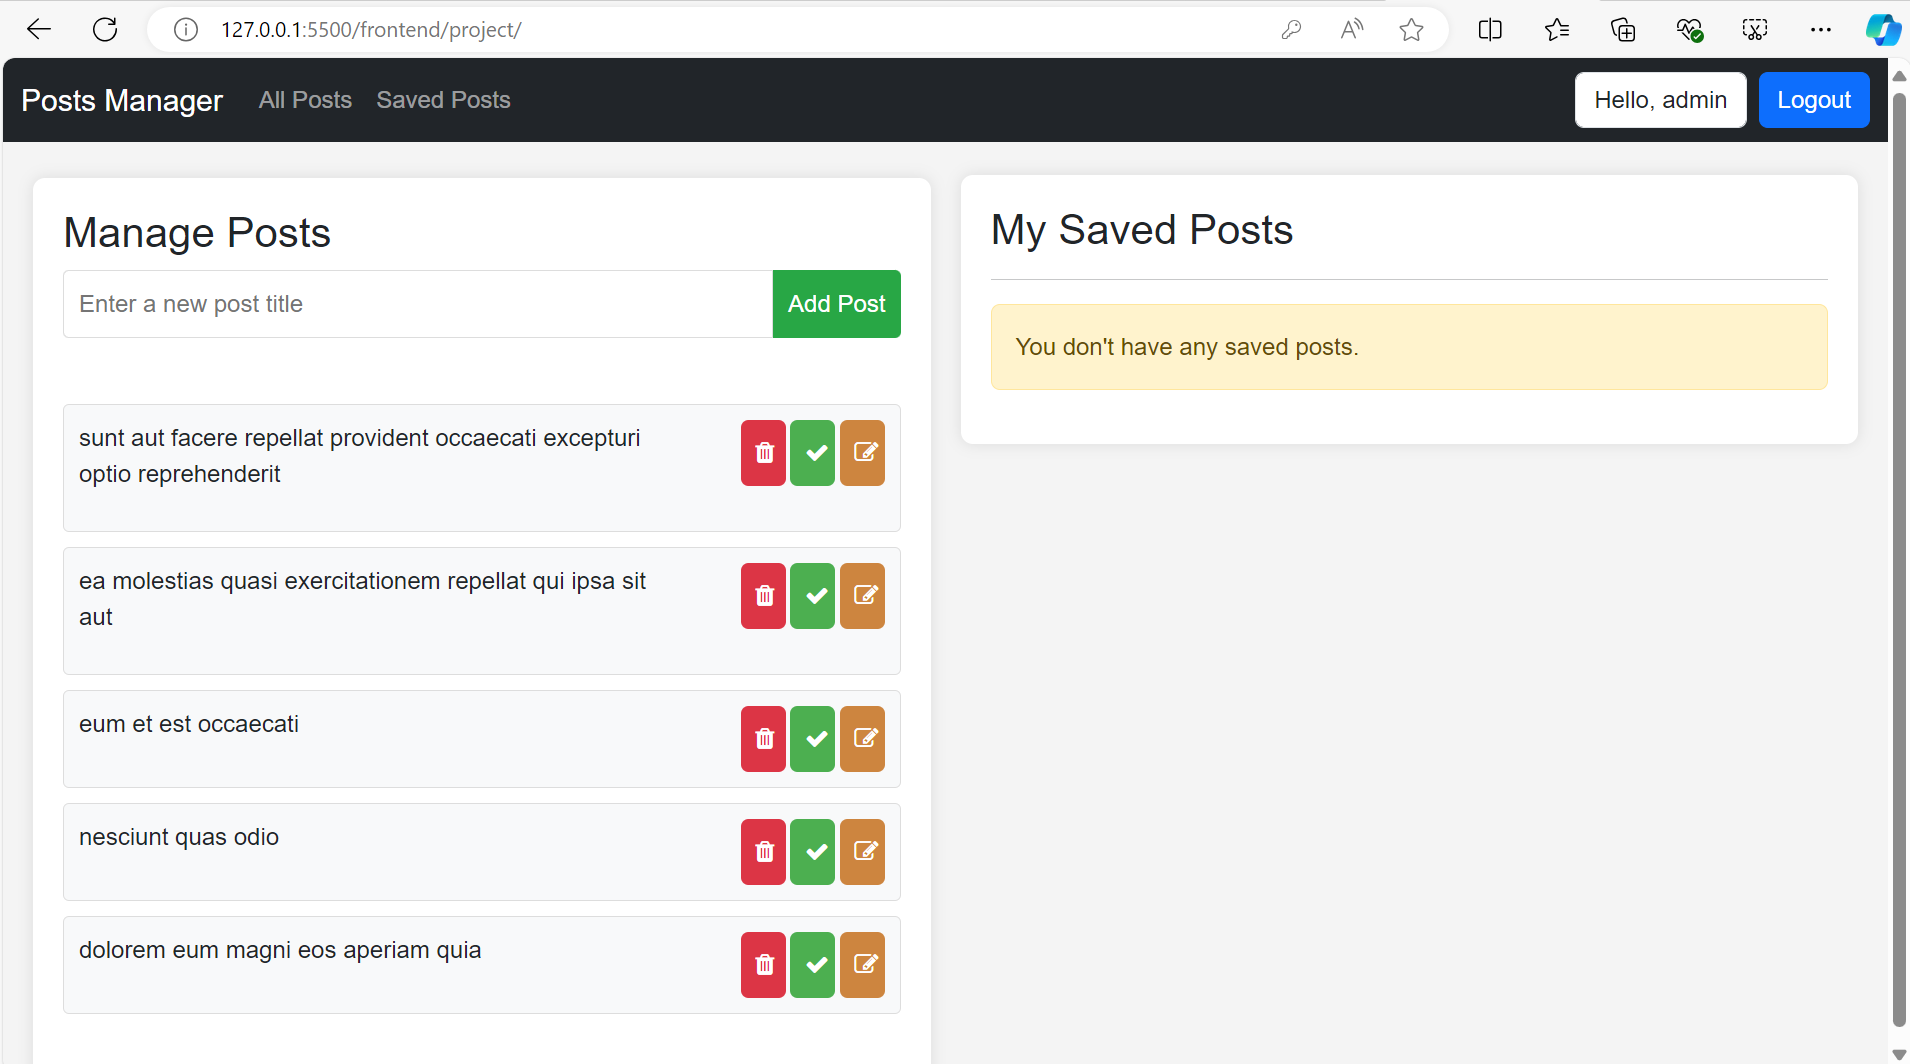 127.0.0.1:5500/frontend/project/
Posts Manager All Posts Saved Posts Hello, admin Logout
Manage Posts
Enter a new post title Add Post
sunt aut facere repellat provident occaecati excepturi
optio reprehenderit
ea molestias quasi exercitationem repellat qui ipsa sit
aut
eum et est occaecati
nesciunt quas odio
dolorem eum magni eos aperiam quia
My Saved Posts
You don't have any saved posts.